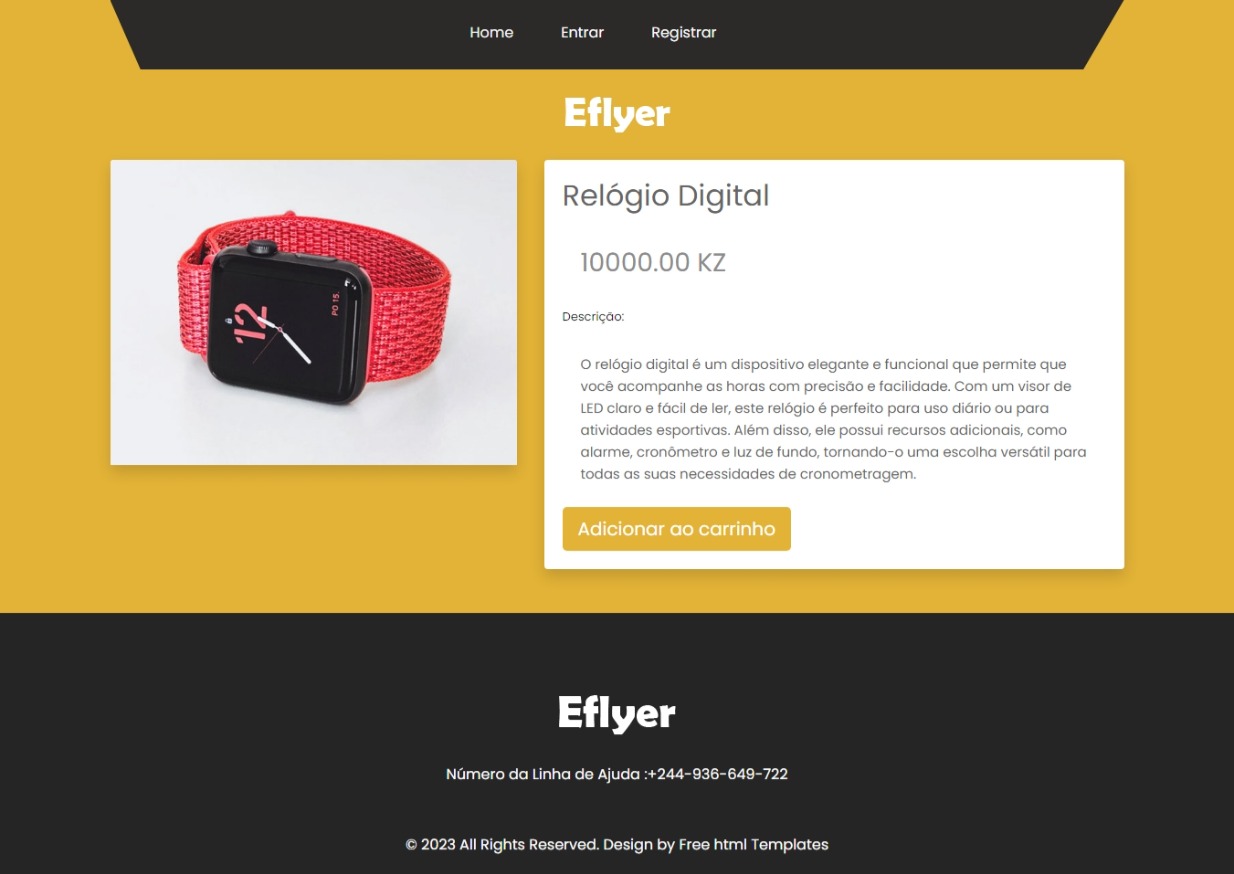 Home Entrar Registrar
Eflyer
Relógio Digital
10000.00 KZ
12
PO 15.
Descrição:
O relógio digital é um dispositivo elegante e funcional que permite que
você acompanhe as horas com precisão e facilidade. Com um visor de
LED claro e fácil de ler, este relógio é perfeito para uso diário ou para
atividades esportivas. Além disso, ele possui recursos adicionais, como
alarme, cronômetro e luz de fundo, tornando-o uma escolha versátil para
todas as suas necessidades de cronometragem.
Adicionar ao carrinho
Eflyer
Número da Linha de Ajuda :+244-936-649-722
© 2023 All Rights Reserved. Design by Free html Templates